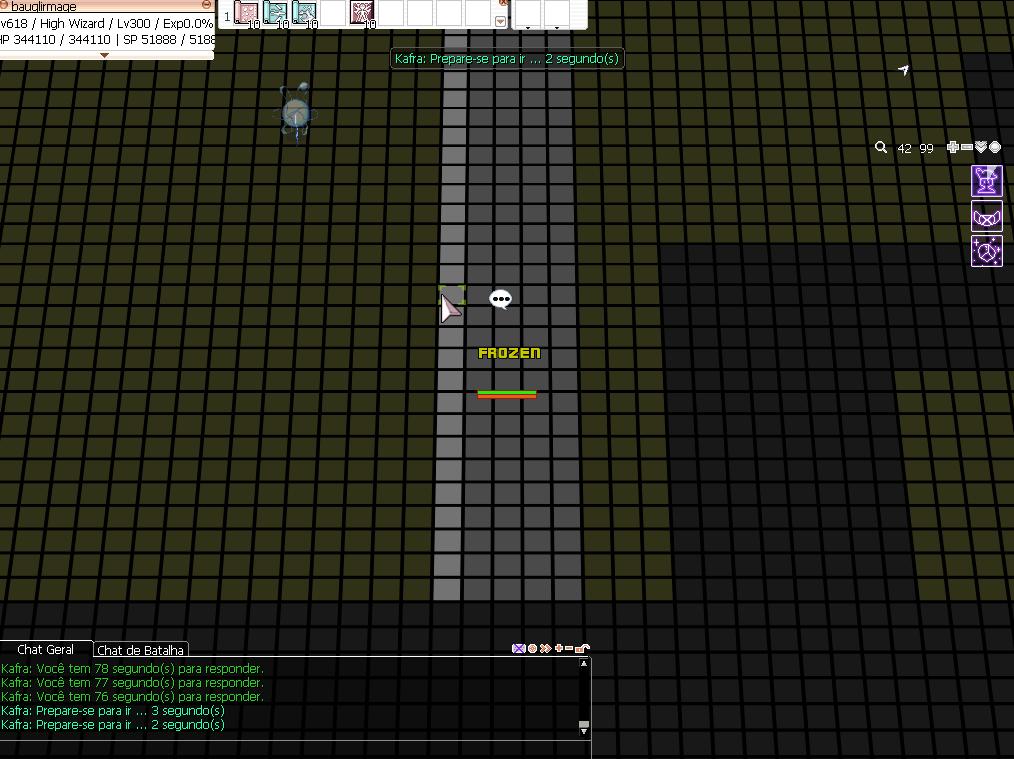 bauglirmage
v618 / High Wizard / Lv300 / Exp0.0%
HP 344110 / 344110 | SP 51888 / 5188
1
10 10 10 10
Kafra: Prepare-se para ir ... 2 segundo(s)
42 99
FROZEN
Chat Geral
Chat de Batalha
Kafra: Você tem 78 segundo(s) para responder.
Kafra: Você tem 77 segundo(s) para responder.
Kafra: Você tem 76 segundo(s) para responder.
Kafra: Prepare-se para ir ... 3 segundo(s)
Kafra: Prepare-se para ir ... 2 segundo(s)